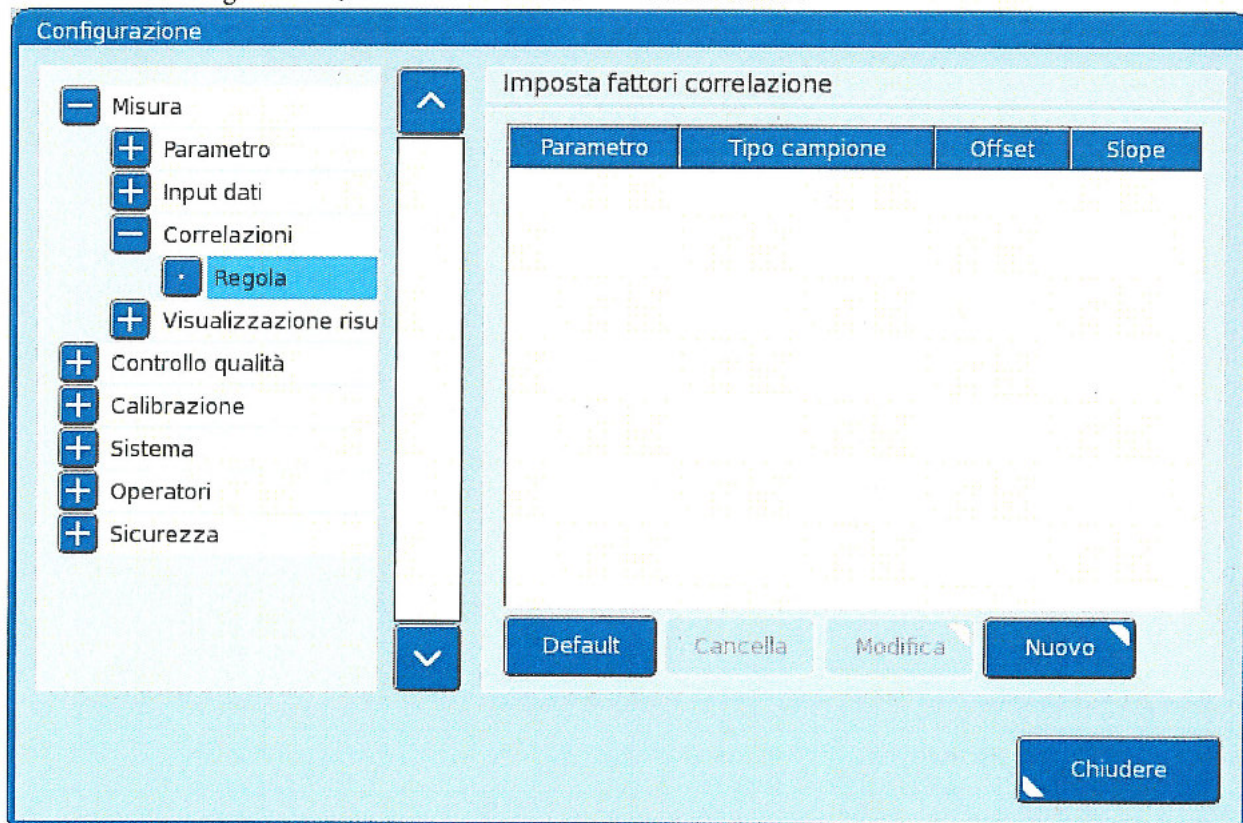 Configurazione
Misura
Parametro
Input dati
Correlazioni
Regola
Visualizzazione risu
Controllo qualità
Calibrazione
Sistema
Operatori
Sicurezza
Imposta fattori correlazione
Parametro Tipo campione Offset Slope
Default Cancella Modifica Nuovo
Chiudere